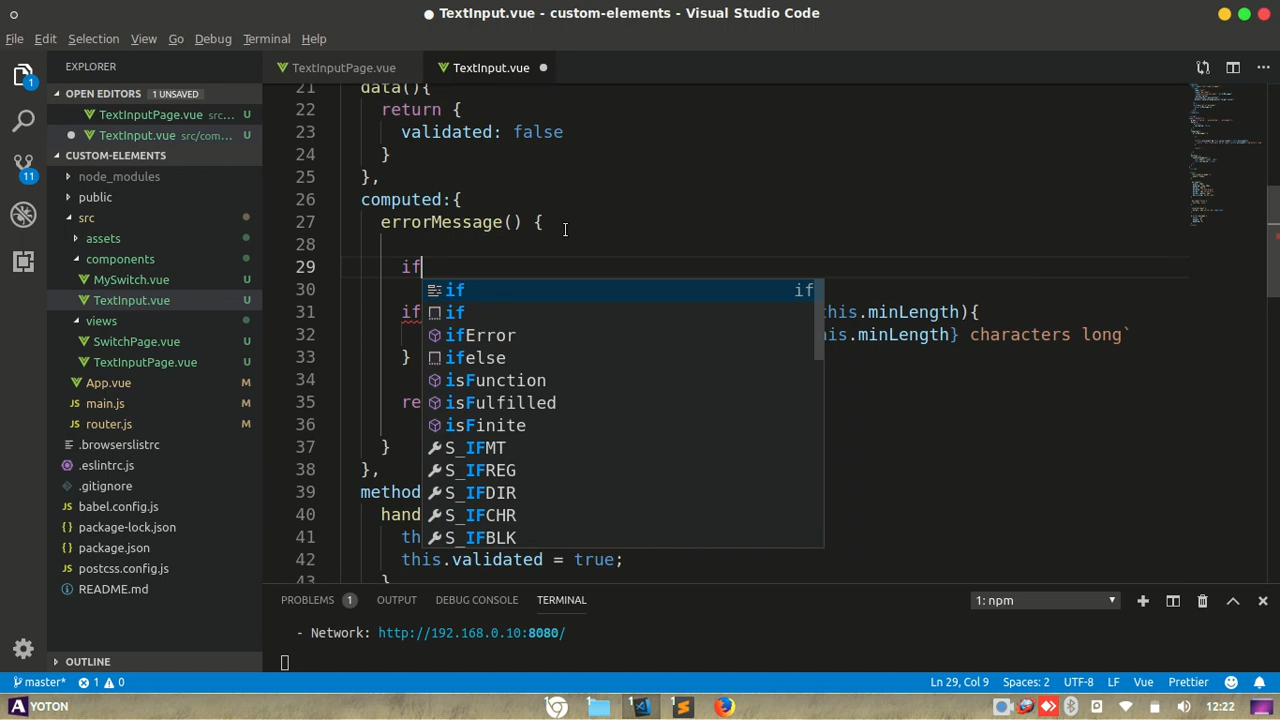 TextInput.vue - custom-elements - Visual Studio Code
File Edit Selection View Go Debug Terminal Help
EXPLORER
OPEN EDITORS 1 UNSAVED
TextInputPage.vue src... U
TextInput.vue src/com... U
CUSTOM-ELEMENTS
node_modules
public
src
assets
components
MySwitch.vue U
TextInput.vue U
views
SwitchPage.vue U
TextInputPage.vue U
App.vue M
main.js M
router.js M
.browserslistrc
.eslintrc.js
.gitignore
babel.config.js
package-lock.json
package.json
postcss.config.js
README.md
OUTLINE
1
11
TextInputPage.vue TextInput.vue
21 data(){
22 return {
23 validated: false
24 }
25 },
26 computed:{
27 errorMessage() {
28
29 if
30
31 if this.minLength){
32 this.minLength} characters long`
33 }
34
35 re
36
37 }
38 },
39 method
40 hand
41 th
42 this.validated = true;
43 }
if if
if
ifError
ifelse
isFunction
isFulfilled
isFinite
S_IFMT
S_IFREG
S_IFDIR
S_IFCHR
S_IFBLK
PROBLEMS 1 OUTPUT DEBUG CONSOLE TERMINAL 1: npm
- Network: http://192.168.0.10:8080/
master* 1 0 Ln 29, Col 9 Spaces: 2 UTF-8 LF Vue Prettier
YOTON 1 1 12:22